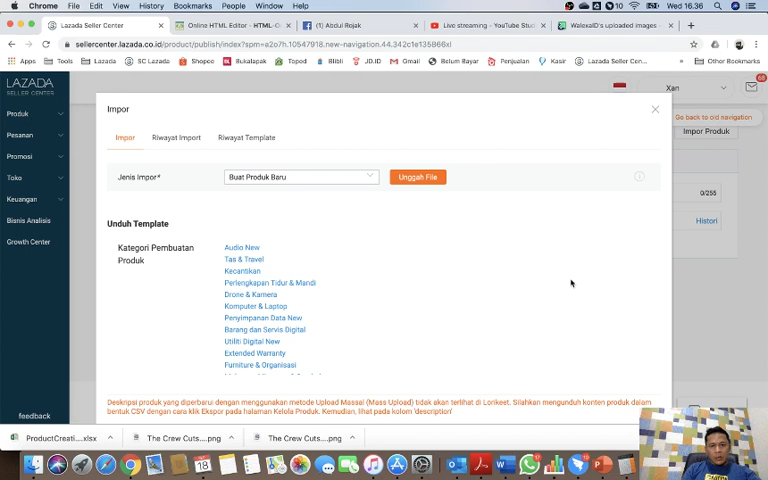 Chrome File Edit View History Bookmarks People Window Help 10 Wed 16.36
Lazada Seller Center
Online HTML Editor - HTML-O
(1) Abdul Rojak
Live streaming - YouTube Stud
WalexaID's uploaded images -
sellercenter.lazada.co.id/product/publish/index?spm=a2o7h.10547918.new-navigation.44.342c1e135B66xl
Apps Tools Lazada SC Lazada Shopee Bukalapak Topod Blibli JD.ID Gmail Belum Bayar Penjualan Kasir Lazada Seller Cen... » Other Bookmarks
LAZADA
SELLER CENTER
Xan
68
Produk
Pesanan
Promosi
Toko
Keuangan
Bisnis Analisis
Growth Center
feedback
Go back to old navigation
Impor Produk
0/255
Histori
Impor
Impor Riwayat Import Riwayat Template
Jenis Impor* Buat Produk Baru Unggah File
Unduh Template
Kategori Pembuatan
Produk
Audio New
Tas & Travel
Kecantikan
Perlengkapan Tidur & Mandi
Drone & Kamera
Komputer & Laptop
Penyimpanan Data New
Barang dan Servis Digital
Utiliti Digital New
Extended Warranty
Furniture & Organisasi
Deskripsi produk yang diperbarui dengan menggunakan metode Upload Massal (Mass Upload) tidak akan terlihat di Lorikeet. Silahkan mengunduh konten produk dalam
bentuk CSV dengan cara klik Ekspor pada halaman Kelola Produk. Kemudian, lihat pada kolom 'description'
ProductCreati....xlsx
The Crew Cuts....png
The Crew Cuts....png
18